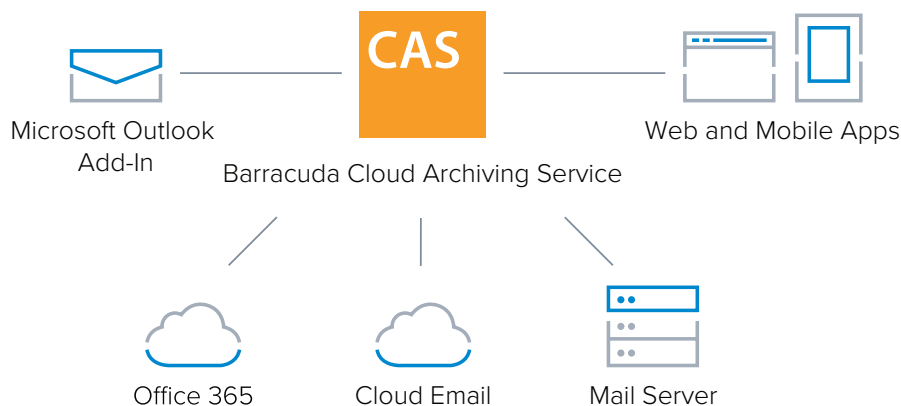 CAS
Microsoft Outlook
Add-In
Web and Mobile Apps
Barracuda Cloud Archiving Service
Office 365
Cloud Email
Mail Server